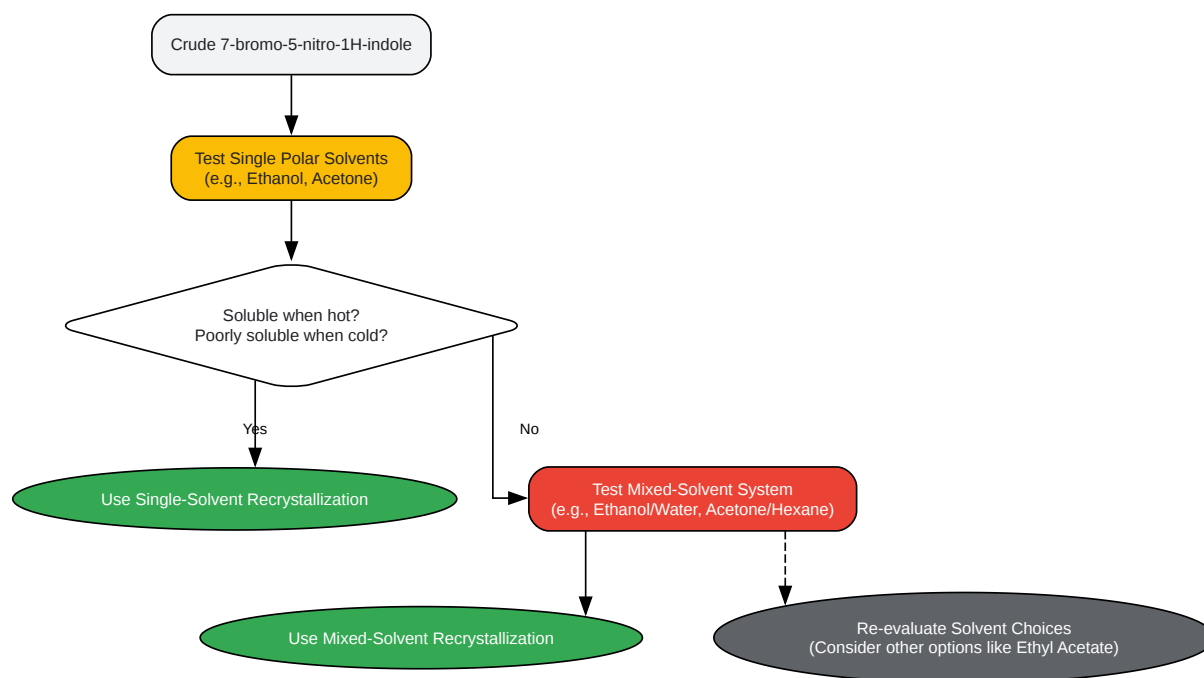 Crude 7-bromo-5-nitro-1H-indole
Test Single Polar Solvents
(e.g., Ethanol, Acetone)
Soluble when hot?
Poorly soluble when cold?
Yes
No
Use Single-Solvent Recrystallization
Test Mixed-Solvent System
(e.g., Ethanol/Water, Acetone/Hexane)
Use Mixed-Solvent Recrystallization
Re-evaluate Solvent Choices
(Consider other options like Ethyl Acetate)